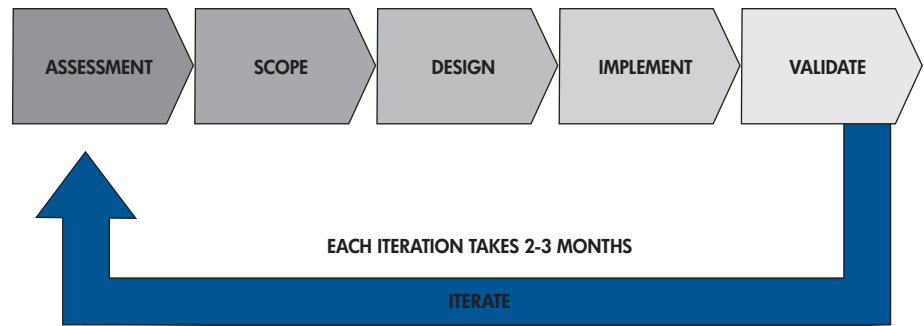 ASSESSMENT
SCOPE
DESIGN
IMPLEMENT
VALIDATE
EACH ITERATION TAKES 2-3 MONTHS
ITERATE